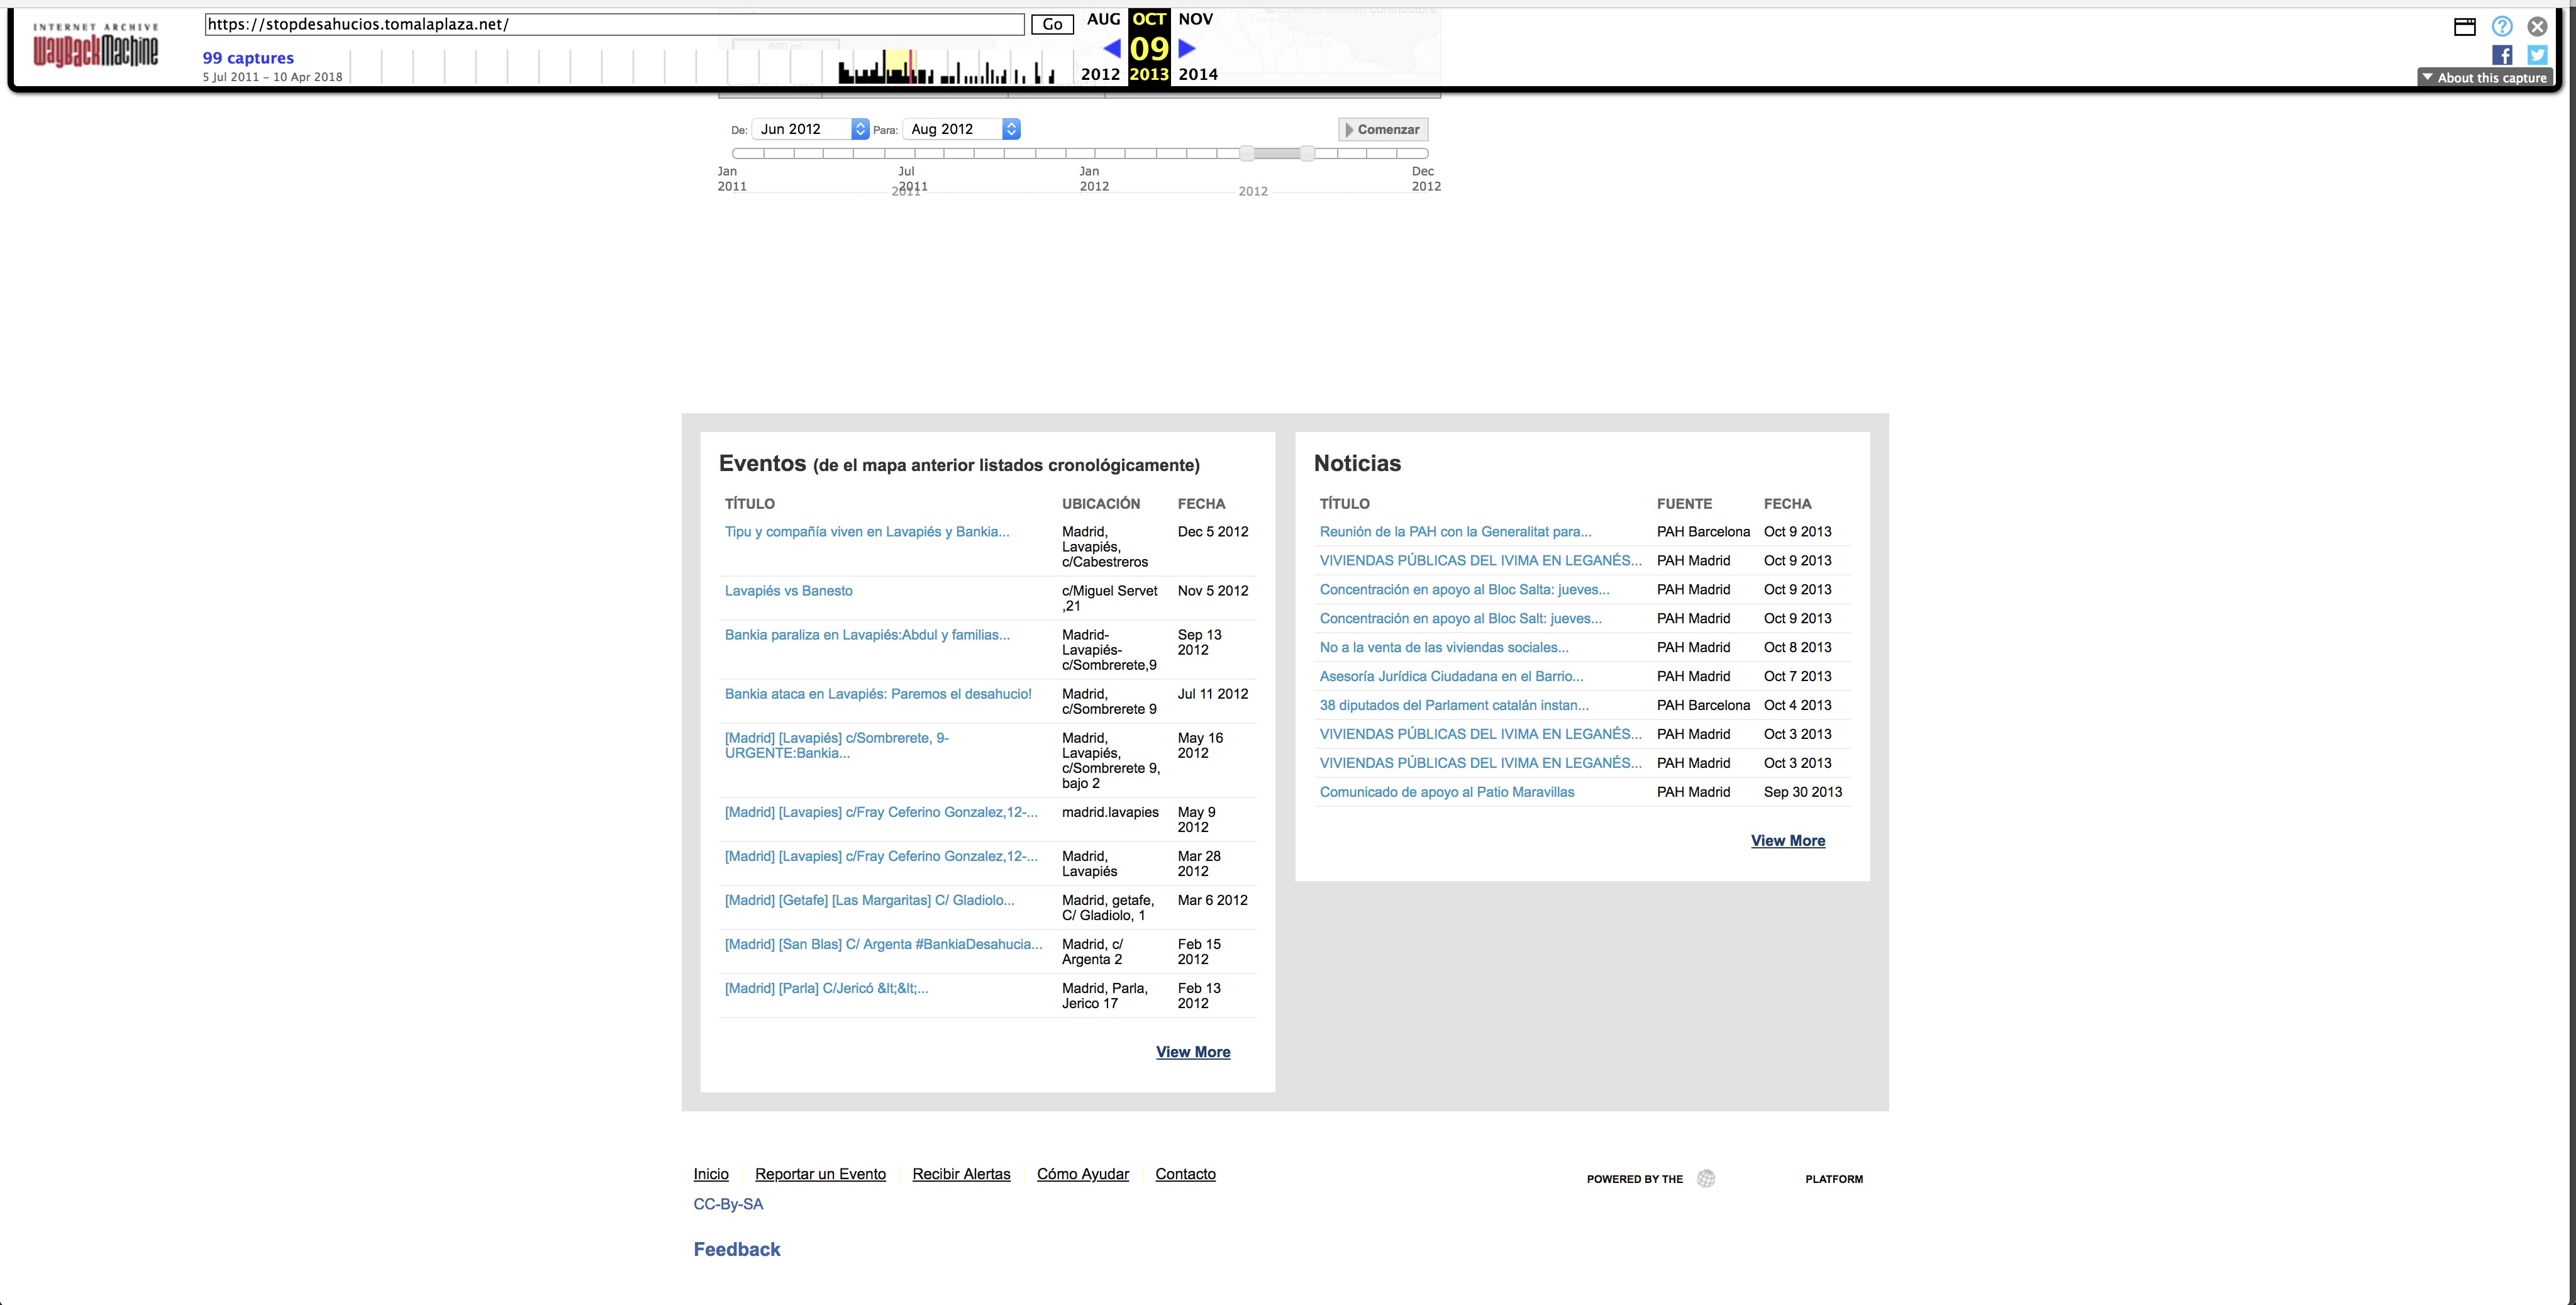 INTERNET ARCHIVE
WayBackMachine
https://stopdesahucios.tomalaplaza.net/
Go
99 captures
5 Jul 2011 – 10 Apr 2018
AUG OCT NOV
09
2012 2013 2014
About this capture
De: Jun 2012 Para: Aug 2012
Comenzar
Jan 2011
Jul 2011
Jan 2012
Dec 2012
2011
2012
Eventos (de el mapa anterior listados cronológicamente)
TÍTULO UBICACIÓN FECHA
Tipu y compañía viven en Lavapiés y Bankia... Madrid, Dec 5 2012
Lavapiés,
c/Cabestreros
Lavapiés vs Banesto c/Miguel Servet Nov 5 2012
,21
Bankia paraliza en Lavapiés:Abdul y familias... Madrid- Sep 13
Lavapiés- 2012
c/Sombrerete,9
Bankia ataca en Lavapiés: Paremos el desahucio! Madrid, Jul 11 2012
c/Sombrerete 9
[Madrid] [Lavapiés] c/Sombrerete, 9- Madrid, May 16
URGENTE:Bankia... Lavapiés, 2012
c/Sombrerete 9,
bajo 2
[Madrid] [Lavapies] c/Fray Ceferino Gonzalez,12-... madrid.lavapies May 9
2012
[Madrid] [Lavapies] c/Fray Ceferino Gonzalez,12-... Madrid, Mar 28
Lavapiés 2012
[Madrid] [Getafe] [Las Margaritas] C/ Gladiolo... Madrid, getafe, Mar 6 2012
C/ Gladiolo, 1
[Madrid] [San Blas] C/ Argenta #BankiaDesahucia... Madrid, c/ Feb 15
Argenta 2 2012
[Madrid] [Parla] C/Jericó &lt;&lt;... Madrid, Parla, Feb 13
Jerico 17 2012
View More
Noticias
TÍTULO FUENTE FECHA
Reunión de la PAH con la Generalitat para... PAH Barcelona Oct 9 2013
VIVIENDAS PÚBLICAS DEL IVIMA EN LEGANÉS... PAH Madrid Oct 9 2013
Concentración en apoyo al Bloc Salta: jueves... PAH Madrid Oct 9 2013
Concentración en apoyo al Bloc Salt: jueves... PAH Madrid Oct 9 2013
No a la venta de las viviendas sociales... PAH Madrid Oct 8 2013
Asesoría Jurídica Ciudadana en el Barrio... PAH Madrid Oct 7 2013
38 diputados del Parlament catalán instan... PAH Barcelona Oct 4 2013
VIVIENDAS PÚBLICAS DEL IVIMA EN LEGANÉS... PAH Madrid Oct 3 2013
VIVIENDAS PÚBLICAS DEL IVIMA EN LEGANÉS... PAH Madrid Oct 3 2013
Comunicado de apoyo al Patio Maravillas PAH Madrid Sep 30 2013
View More
Inicio Reportar un Evento Recibir Alertas Cómo Ayudar Contacto
POWERED BY THE PLATFORM
CC-By-SA
Feedback